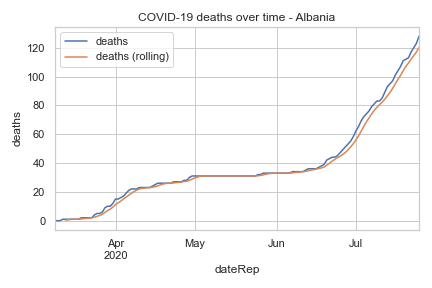 COVID-19 deaths over time - Albania
deaths
deaths (rolling)
120
100
80
60
40
20
0
deaths
Apr
2020
May
Jun
Jul
dateRep